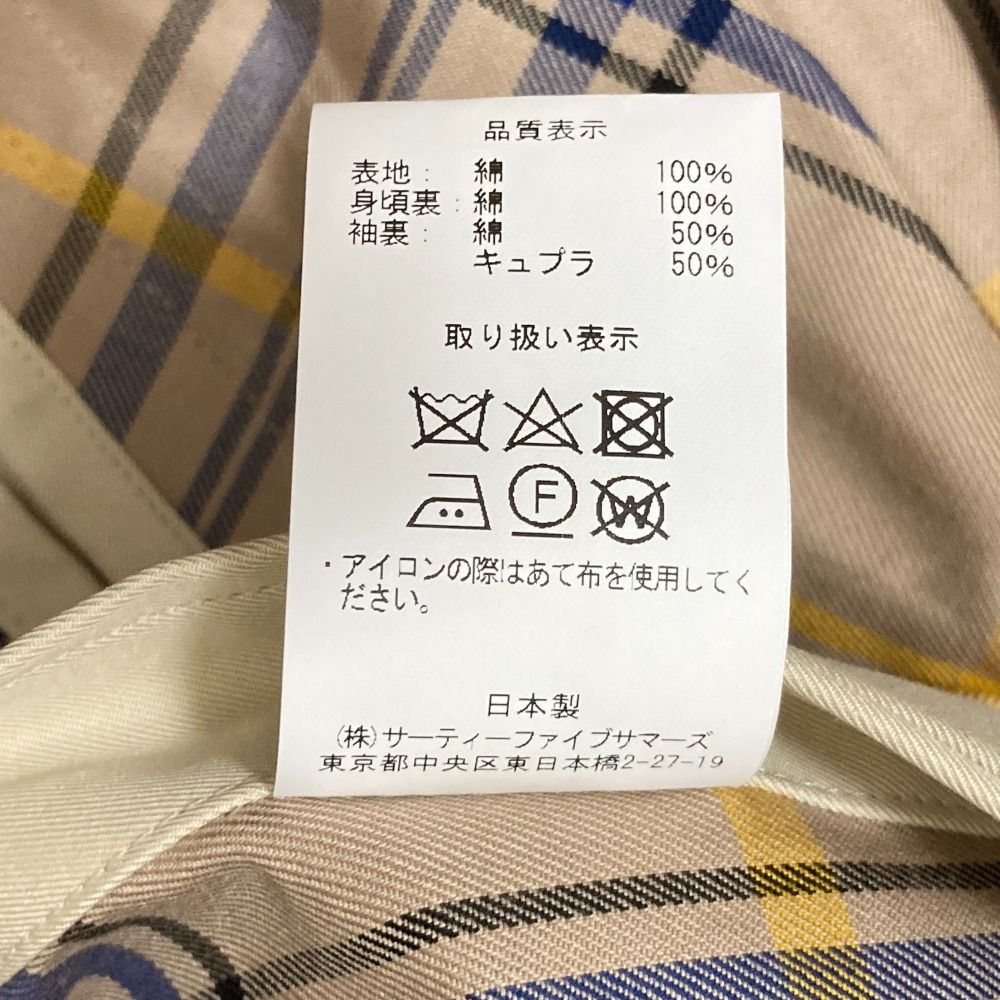 品質表示
表地: 綿 100%
身頃裏: 綿 100%
袖裏: 綿 50%
キュプラ 50%
取り扱い表示
F W
・アイロンの際はあて布を使用してく
ださい。
日本製
(株)サーティーファイブサマーズ
東京都中央区東日本橋2-27-19